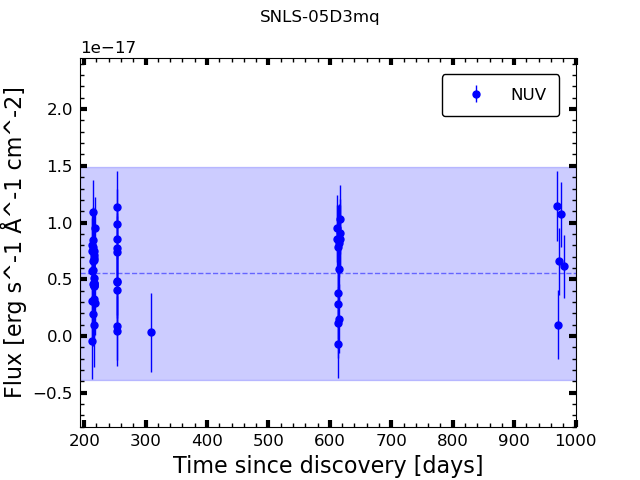 SNLS-05D3mq
1e−17
NUV
2.0
1.5
1.0
0.5
0.0
−0.5
Flux [erg s^-1 Å^-1 cm^-2]
200 300 400 500 600 700 800 900 1000
Time since discovery [days]